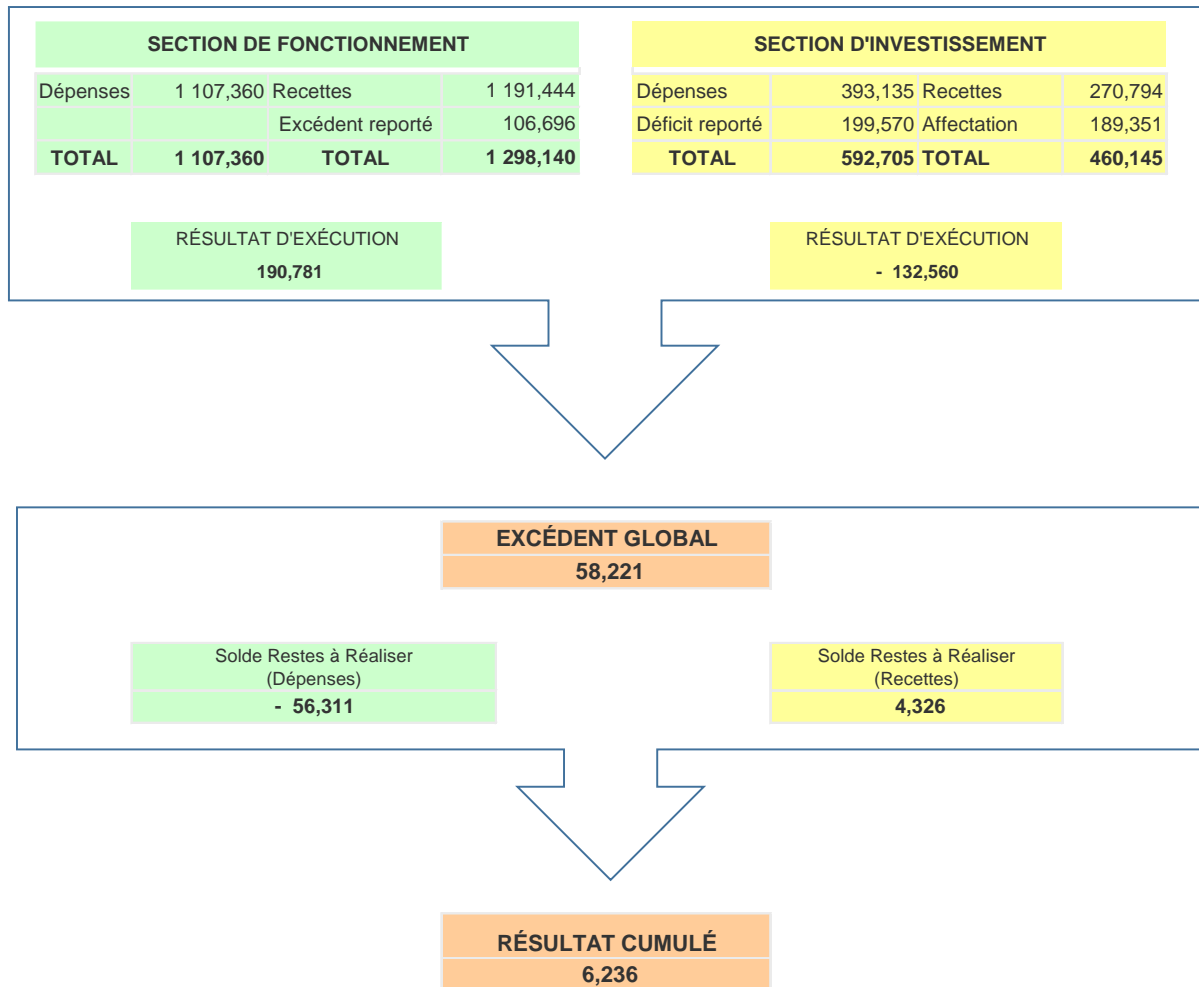 SECTION DE FONCTIONNEMENT
Dépenses 1 107,360 Recettes 1 191,444
Excédent reporté 106,696
TOTAL 1 107,360 TOTAL 1 298,140
RÉSULTAT D'EXÉCUTION
190,781
SECTION D'INVESTISSEMENT
Dépenses 393,135 Recettes 270,794
Déficit reporté 199,570 Affectation 189,351
TOTAL 592,705 TOTAL 460,145
RÉSULTAT D'EXÉCUTION
- 132,560
EXCÉDENT GLOBAL
58,221
Solde Restes à Réaliser
(Dépenses)
- 56,311
Solde Restes à Réaliser
(Recettes)
4,326
RÉSULTAT CUMULÉ
6,236